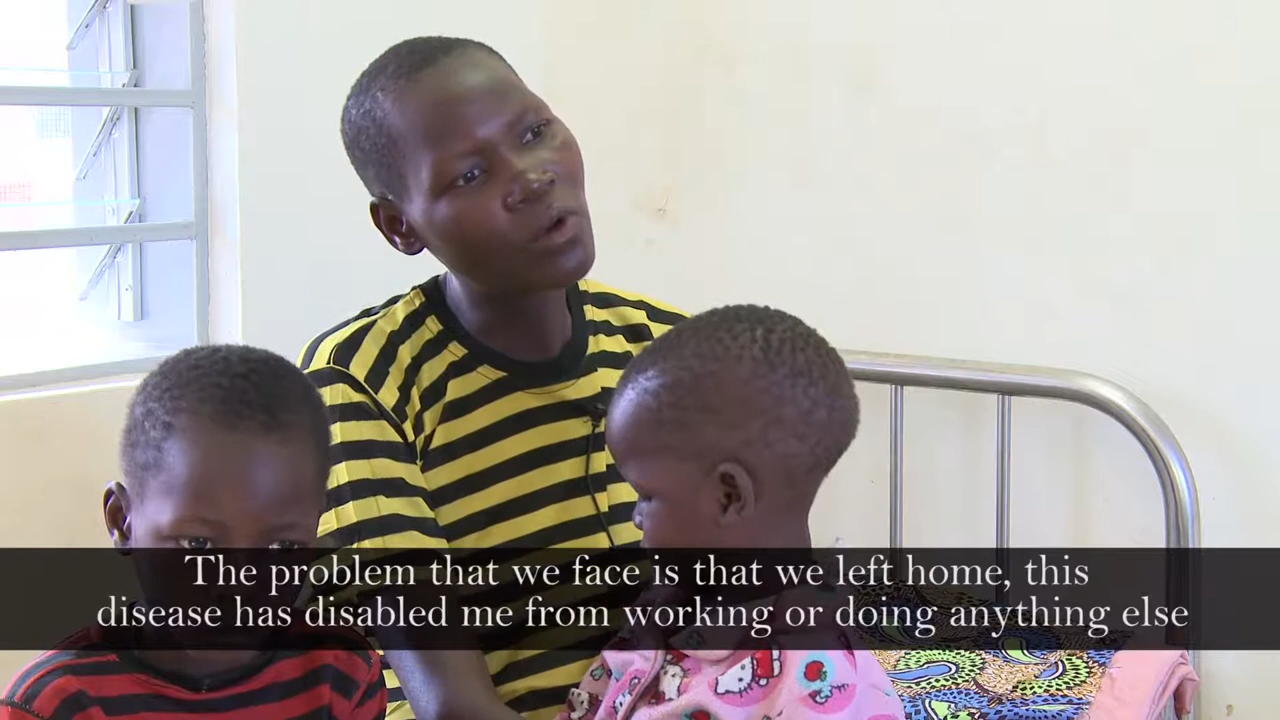 The problem that we face is that we left home, this
disease has disabled me from working or doing anything else